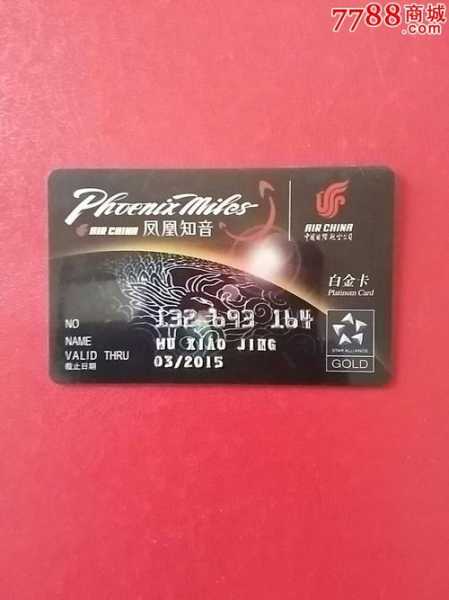 7788商城
.com
Phoenix Miles
AIR CHINA 凤凰知音
AIR CHINA
中国国际航空公司
白金卡
Platinum Card
NO 132 693 164
NAME WU XIAO JING
VALID THRU 03/2015
截止日期
STAR ALLIANCE
GOLD